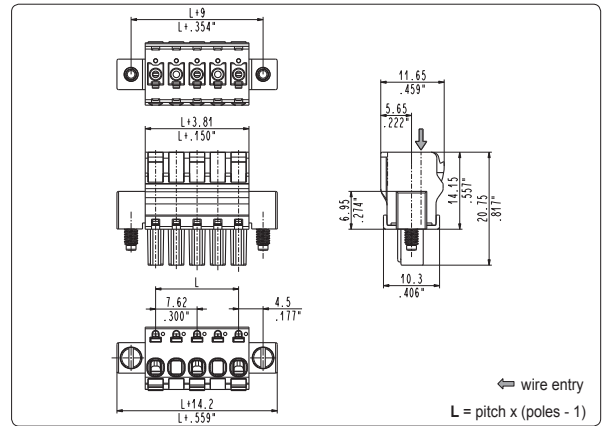 L+9
L+.354"
L+3.81
L+.150"
11.65
.459"
5.65
.222"
6.95
.274"
14.15
.557"
20.75
.817"
10.3
.406"
L
7.62
.300"
4.5
.177"
L+14.2
L+.559"
wire entry
L = pitch x (poles - 1)